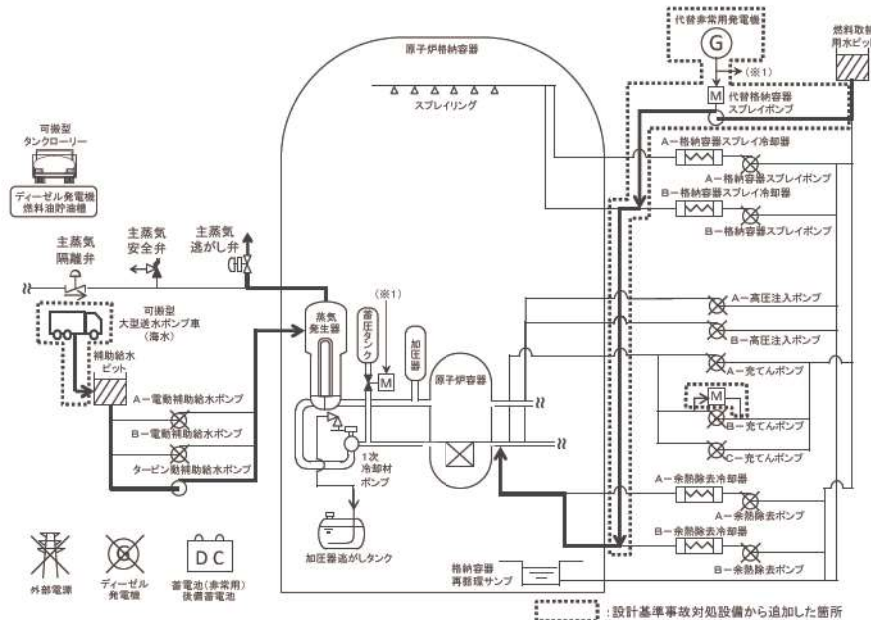 代替非常用発電機
G
(※1)
燃料取替
用水ピット
原子炉格納容器
M
代替格納容器
スプレイポンプ
スプレイリング
可搬型
タンクローリー
ディーゼル発電機
燃料油貯油槽
A－格納容器スプレイ冷却器
A－格納容器スプレイポンプ
B－格納容器スプレイ冷却器
B－格納容器スプレイポンプ
主蒸気
隔離弁
主蒸気
安全弁
主蒸気
逃がし弁
可搬型
大型送水ポンプ車
(海水)
補助給水
ピット
蒸気
発生器
蓄圧タンク
(※1)
M
加圧器
原子炉容器
A－高圧注入ポンプ
B－高圧注入ポンプ
A－充てんポンプ
M
B－充てんポンプ
C－充てんポンプ
A－電動補助給水ポンプ
B－電動補助給水ポンプ
タービン動補助給水ポンプ
1次
冷却材
ポンプ
加圧器逃がしタンク
A－余熱除去冷却器
A－余熱除去ポンプ
B－余熱除去冷却器
B－余熱除去ポンプ
格納容器
再循環サンプ
外部電源
ディーゼル
発電機
DC
蓄電池(非常用)
後備蓄電池
:設計基準事故対処設備から追加した箇所